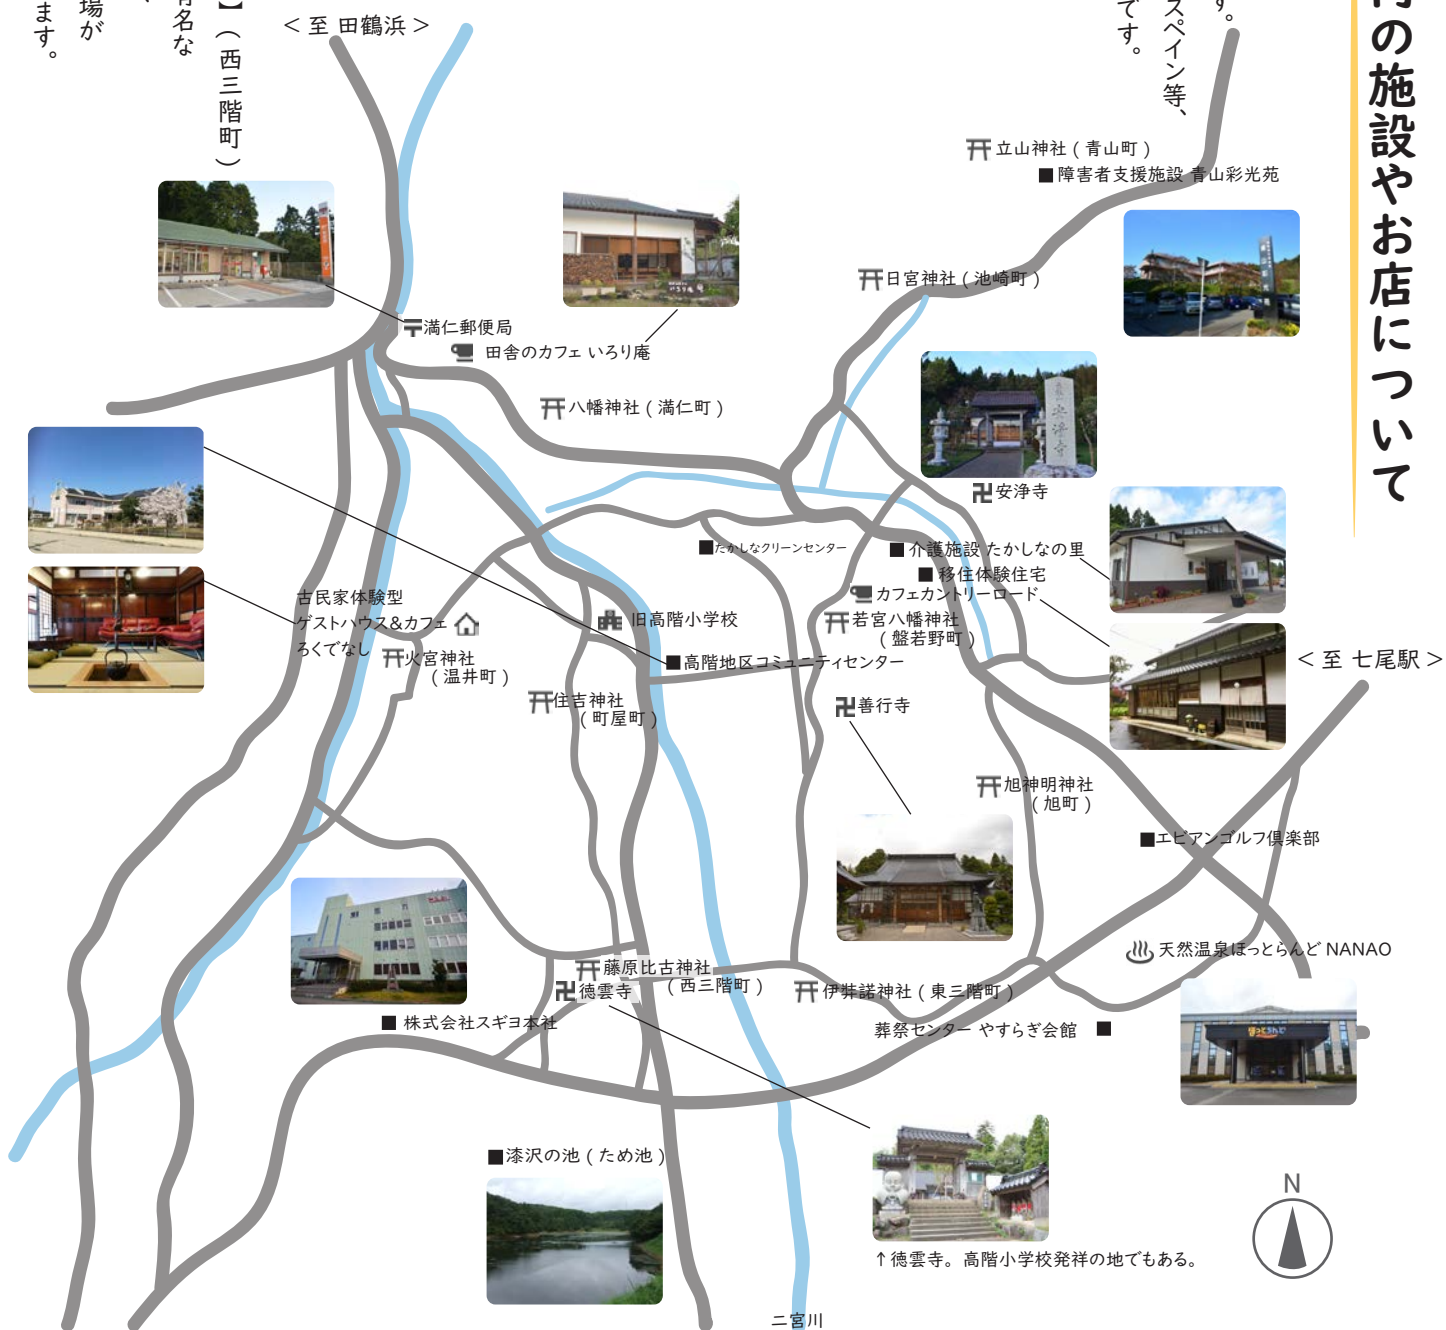 内の施設やお店について
す。
スペイン等、
です。
】(西三階町)
有名な
場が
ます。
<至 田鶴浜>
立山神社(青山町)
■障害者支援施設 青山彩光苑
日宮神社(池崎町)
満仁郵便局
田舎のカフェ いろり庵
八幡神社(満仁町)
安浄寺
■たかしなクリーンセンター
■介護施設 たかしなの里
■移住体験住宅
カフェカントリーロード
古民家体験型
ゲストハウス&カフェ
ろくでなし
旧高階小学校
若宮八幡神社
(盤若野町)
火宮神社
(温井町)
■高階地区コミュニティセンター
<至 七尾駅>
住吉神社
(町屋町)
善行寺
旭神明神社
(旭町)
■エビアンゴルフ倶楽部
天然温泉ほっとらんど NANAO
藤原比古神社
(西三階町)
徳雲寺
伊弉諾神社(東三階町)
■株式会社スギヨ本社
葬祭センター やすらぎ会館 ■
■漆沢の池(ため池)
↑徳雲寺。高階小学校発祥の地でもある。
N
二宮川